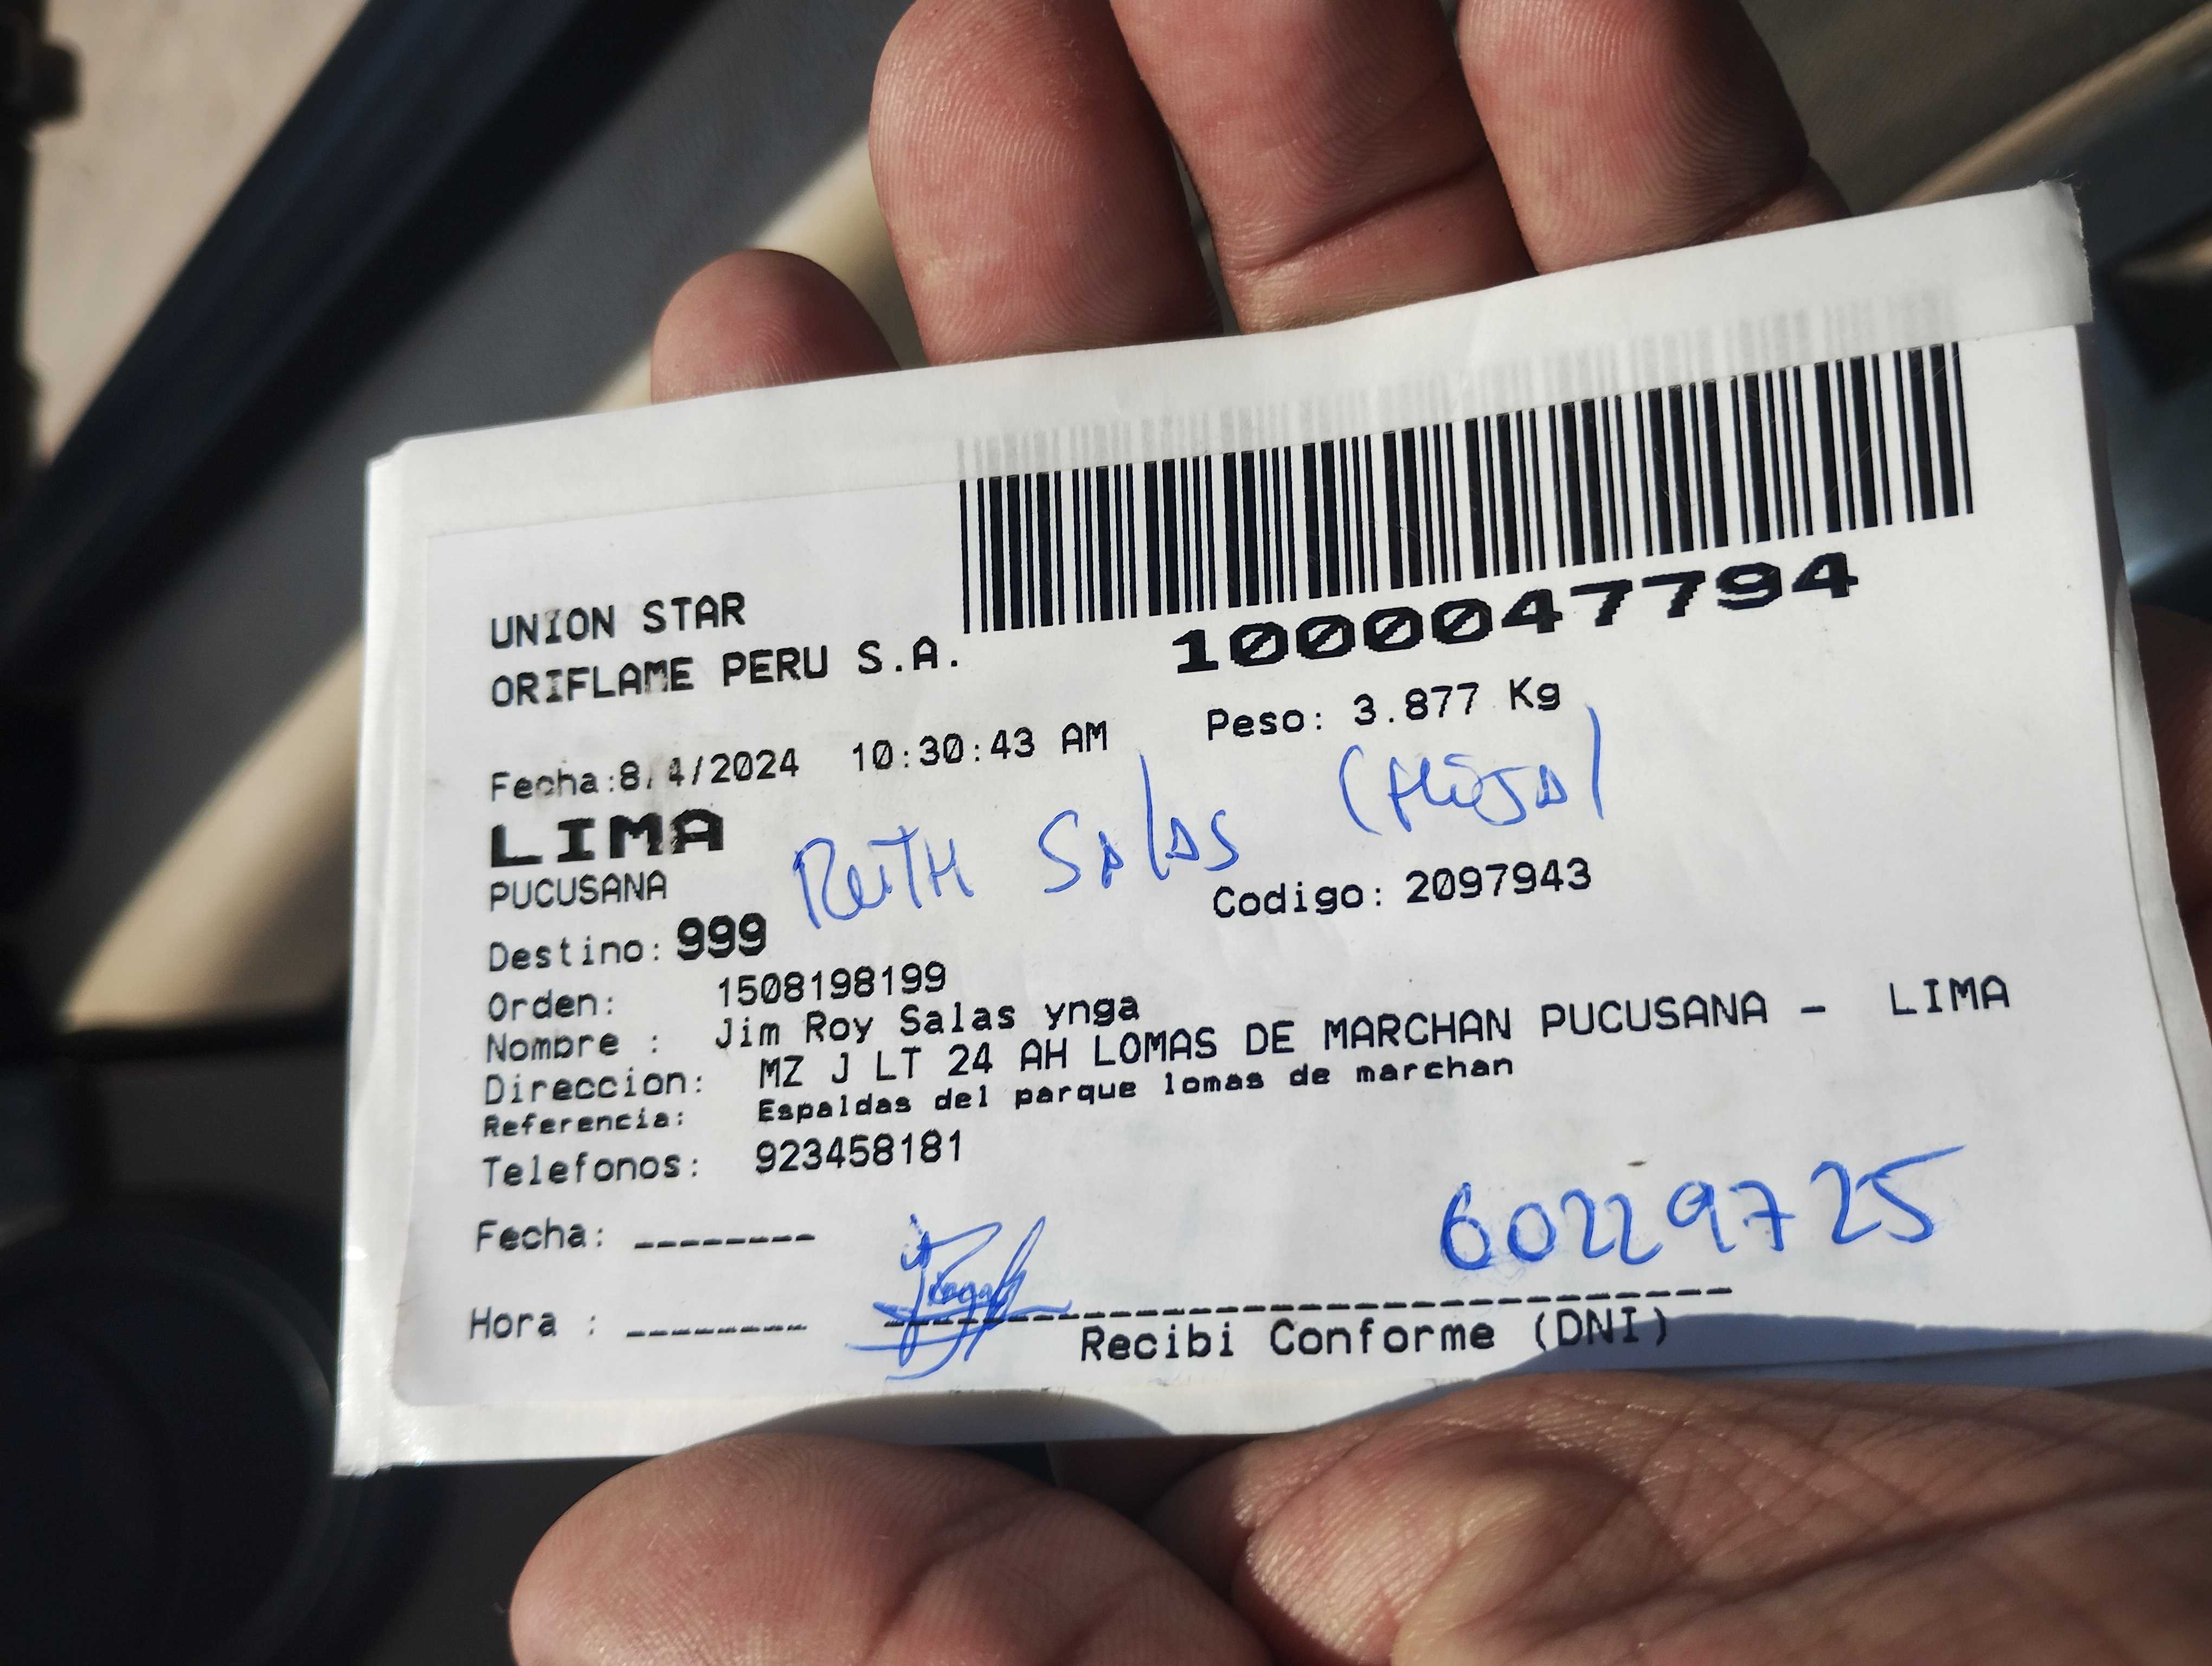 1000047794
UNION STAR
ORIFLAME PERU S.A.
Fecha:8/4/2024 10:30:43 AM Peso: 3.877 Kg
LIMA
RUTH SALAS (HiJA)
PUCUSANA
Destino: 999 Codigo: 2097943
Orden: 1508198199
Nombre : Jim Roy Salas ynga
Direccion: MZ J LT 24 AH LOMAS DE MARCHAN PUCUSANA - LIMA
Referencia: Espaldas del parque lomas de marchan
Telefonos: 923458181
60229725
Fecha: --------
Hora : --------
Recibi Conforme (DNI)